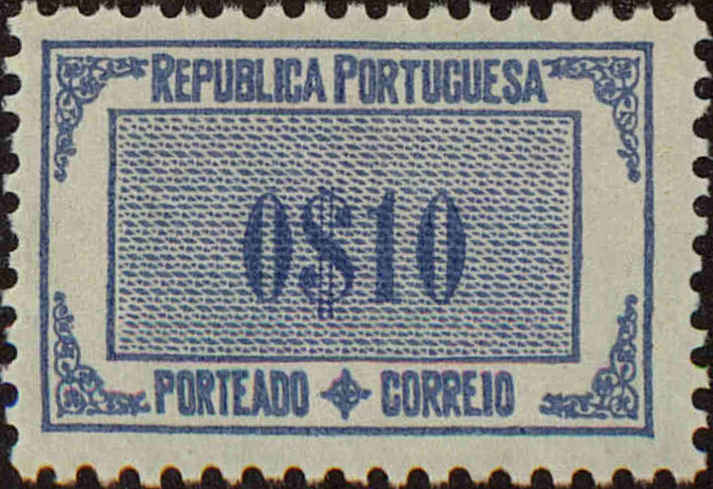 REPUBLICA PORTUGUESA
0$10
PORTEADO CORREIO